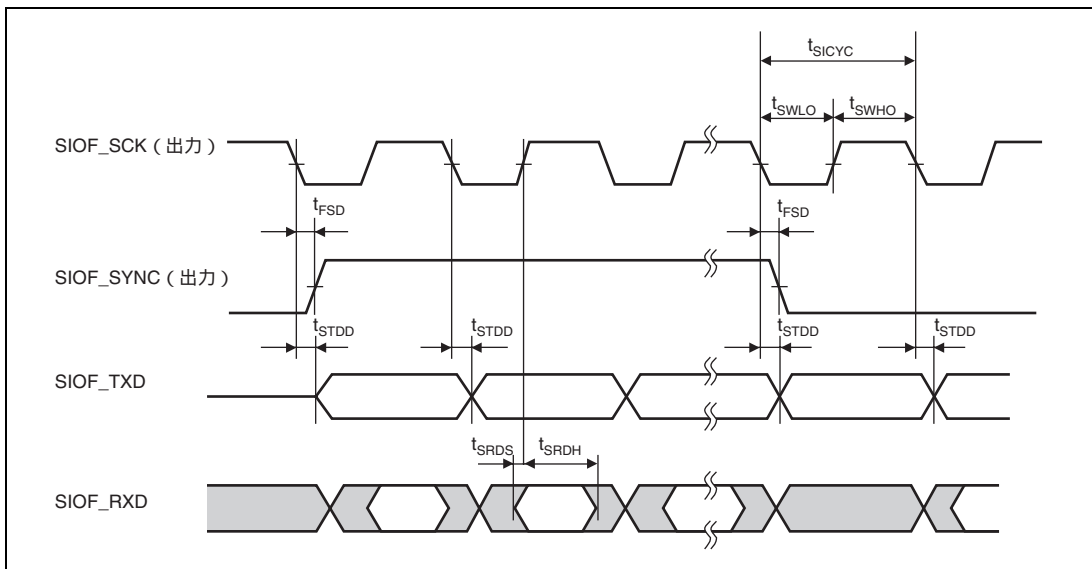 tSICYC
tSWLO tSWHO
SIOF_SCK(出力)
tFSD tFSD
SIOF_SYNC(出力)
tSTDD tSTDD tSTDD tSTDD
SIOF_TXD
tSRDS tSRDH
SIOF_RXD